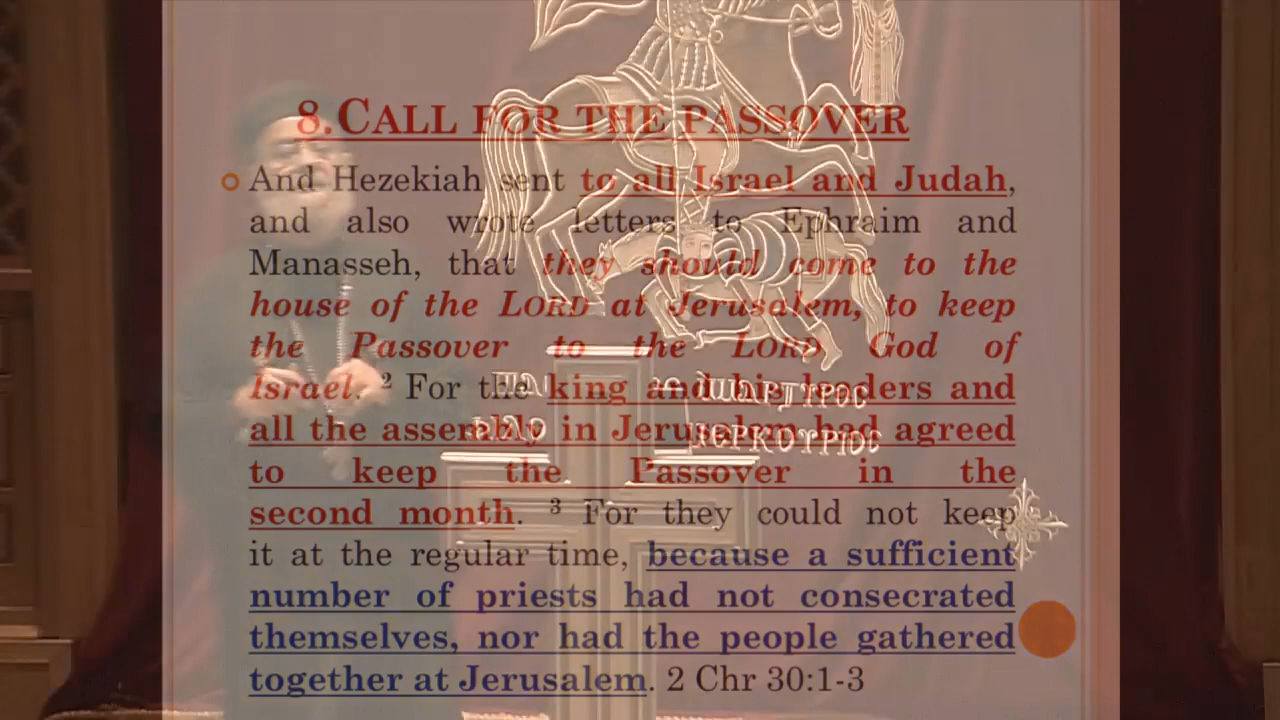 8. CALL FOR THE PASSOVER
And Hezekiah sent to all Israel and Judah,
and also wrote letters to Ephraim and
Manasseh, that they should come to the
house of the LORD at Jerusalem, to keep
the Passover to the LORD God of
Israel. ² For the king and his leaders and
all the assembly in Jerusalem had agreed
to keep the Passover in the
second month. ³ For they could not keep
it at the regular time, because a sufficient
number of priests had not consecrated
themselves, nor had the people gathered
together at Jerusalem. 2 Chr 30:1-3
ⲙⲉⲣⲕⲟⲩⲣⲓⲟⲥ